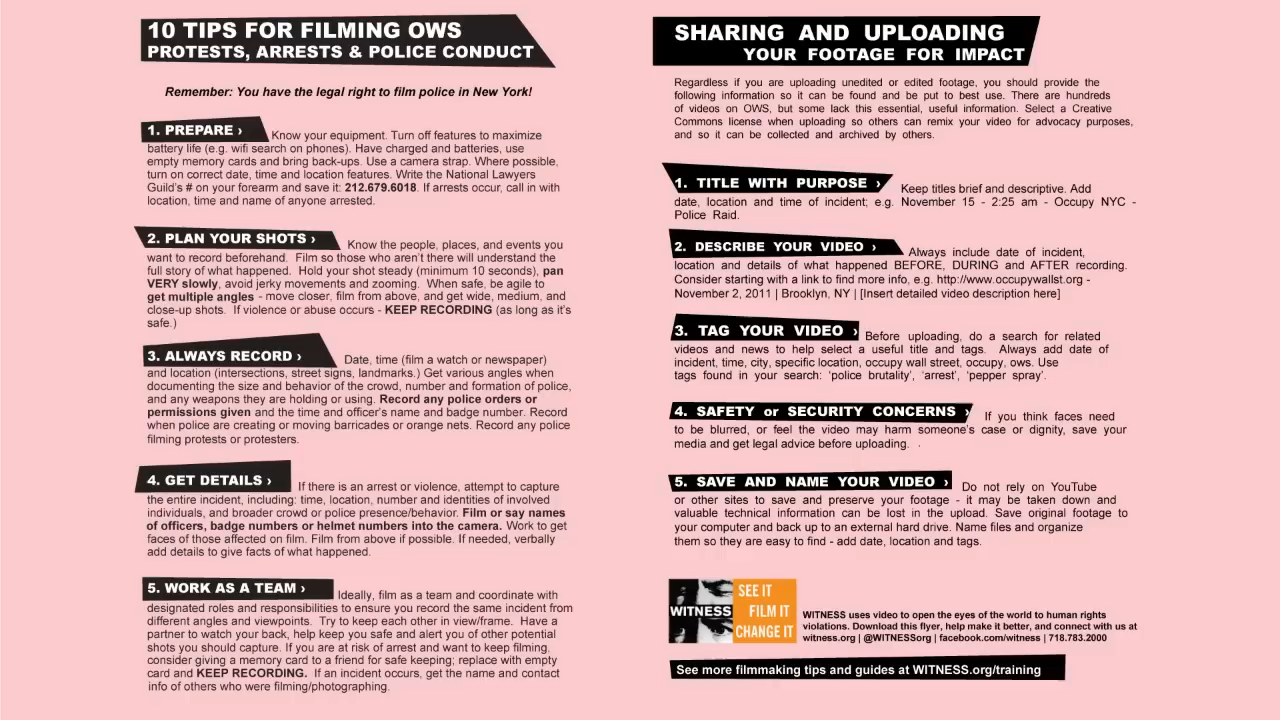 10 TIPS FOR FILMING OWS
PROTESTS, ARRESTS & POLICE CONDUCT
Remember: You have the legal right to film police in New York!
1. PREPARE › Know your equipment. Turn off features to maximize
battery life (e.g. wifi search on phones). Have charged and batteries, use
empty memory cards and bring back-ups. Use a camera strap. Where possible,
turn on correct date, time and location features. Write the National Lawyers
Guild's # on your forearm and save it: 212.679.6018. If arrests occur, call in with
location, time and name of anyone arrested.
2. PLAN YOUR SHOTS › Know the people, places, and events you
want to record beforehand. Film so those who aren't there will understand the
full story of what happened. Hold your shot steady (minimum 10 seconds), pan
VERY slowly, avoid jerky movements and zooming. When safe, be agile to
get multiple angles - move closer, film from above, and get wide, medium, and
close-up shots. If violence or abuse occurs - KEEP RECORDING (as long as it's
safe.)
3. ALWAYS RECORD › Date, time (film a watch or newspaper)
and location (intersections, street signs, landmarks.) Get various angles when
documenting the size and behavior of the crowd, number and formation of police,
and any weapons they are holding or using. Record any police orders or
permissions given and the time and officer's name and badge number. Record
when police are creating or moving barricades or orange nets. Record any police
filming protests or protesters.
4. GET DETAILS › If there is an arrest or violence, attempt to capture
the entire incident, including: time, location, number and identities of involved
individuals, and broader crowd or police presence/behavior. Film or say names
of officers, badge numbers or helmet numbers into the camera. Work to get
faces of those affected on film. Film from above if possible. If needed, verbally
add details to give facts of what happened.
5. WORK AS A TEAM › Ideally, film as a team and coordinate with
designated roles and responsibilities to ensure you record the same incident from
different angles and viewpoints. Try to keep each other in view/frame. Have a
partner to watch your back, help keep you safe and alert you of other potential
shots you should capture. If you are at risk of arrest and want to keep filming,
consider giving a memory card to a friend for safe keeping; replace with empty
card and KEEP RECORDING. If an incident occurs, get the name and contact
info of others who were filming/photographing.
SHARING AND UPLOADING
YOUR FOOTAGE FOR IMPACT
Regardless if you are uploading unedited or edited footage, you should provide the
following information so it can be found and be put to best use. There are hundreds
of videos on OWS, but some lack this essential, useful information. Select a Creative
Commons license when uploading so others can remix your video for advocacy purposes,
and so it can be collected and archived by others.
1. TITLE WITH PURPOSE › Keep titles brief and descriptive. Add
date, location and time of incident; e.g. November 15 - 2:25 am - Occupy NYC -
Police Raid.
2. DESCRIBE YOUR VIDEO › Always include date of incident,
location and details of what happened BEFORE, DURING and AFTER recording.
Consider starting with a link to find more info, e.g. http://www.occupywallst.org -
November 2, 2011 | Brooklyn, NY | [Insert detailed video description here]
3. TAG YOUR VIDEO › Before uploading, do a search for related
videos and news to help select a useful title and tags. Always add date of
incident, time, city, specific location, occupy wall street, occupy, ows. Use
tags found in your search: 'police brutality', 'arrest', 'pepper spray'.
4. SAFETY or SECURITY CONCERNS › If you think faces need
to be blurred, or feel the video may harm someone's case or dignity, save your
media and get legal advice before uploading. .
5. SAVE AND NAME YOUR VIDEO › Do not rely on YouTube
or other sites to save and preserve your footage - it may be taken down and
valuable technical information can be lost in the upload. Save original footage to
your computer and back up to an external hard drive. Name files and organize
them so they are easy to find - add date, location and tags.
WITNESS
SEE IT
FILM IT
CHANGE IT
WITNESS uses video to open the eyes of the world to human rights
violations. Download this flyer, help make it better, and connect with us at
witness.org | @WITNESSorg | facebook.com/witness | 718.783.2000
See more filmmaking tips and guides at WITNESS.org/training